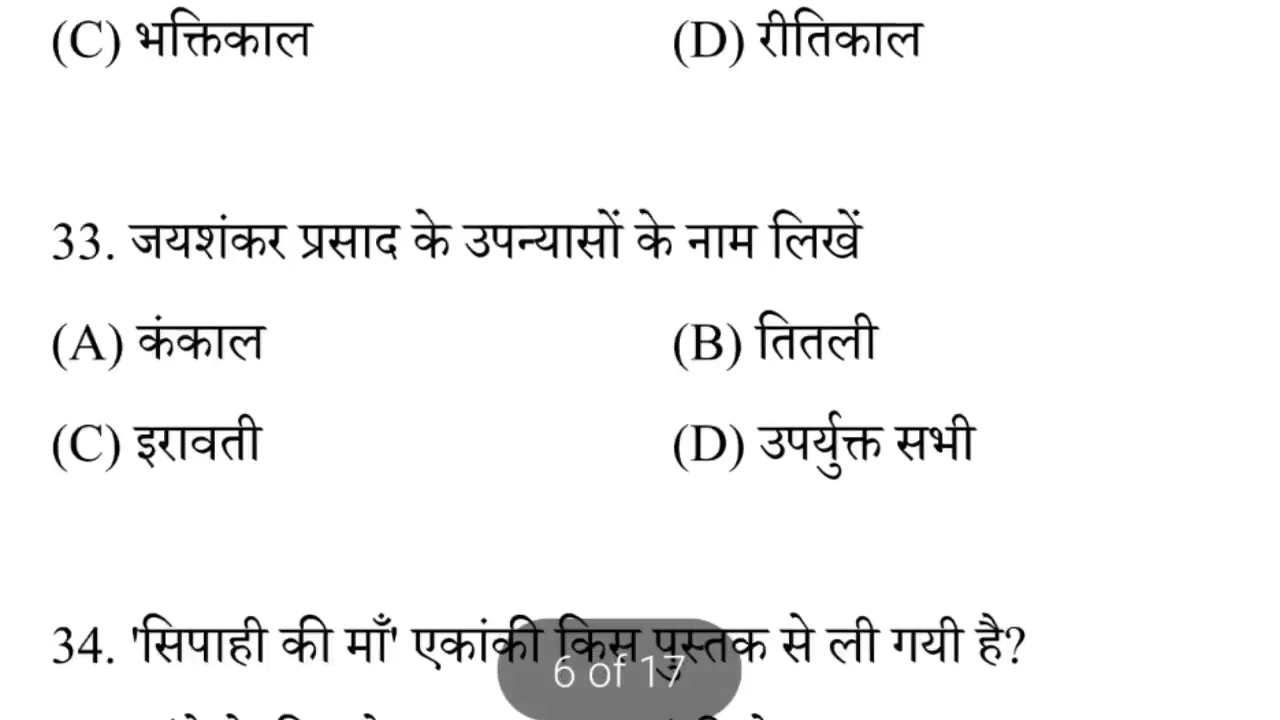 (C) भक्तिकाल (D) रीतिकाल
33. जयशंकर प्रसाद के उपन्यासों के नाम लिखें
(A) कंकाल (B) तितली
(C) इरावती (D) उपर्युक्त सभी
34. 'सिपाही की माँ' एकांकी किस पुस्तक से ली गयी है?
6 of 17